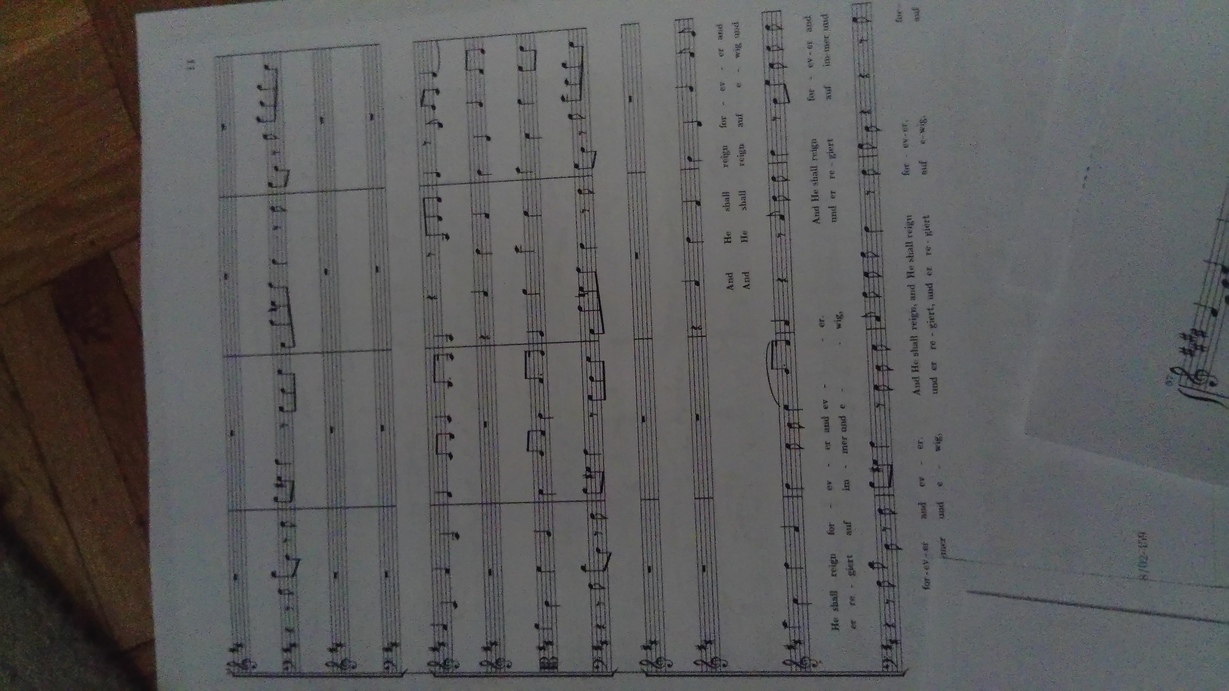 11
And He shall reign for - ev - er and
And He shall reign auf e - wig und
He shall reign for - ev - er and ev - - er. And He shall reign for - ev - er and
er re - giert auf im - mer und e - - wig, und er re - giert auf im - mer und
for - ev - er and ev - er. And He shall reign, and He shall reign for ev - er. for-
mer und e - wig. und er re - giert, und er re - giert auf e - wig, auf
67
8/02-159